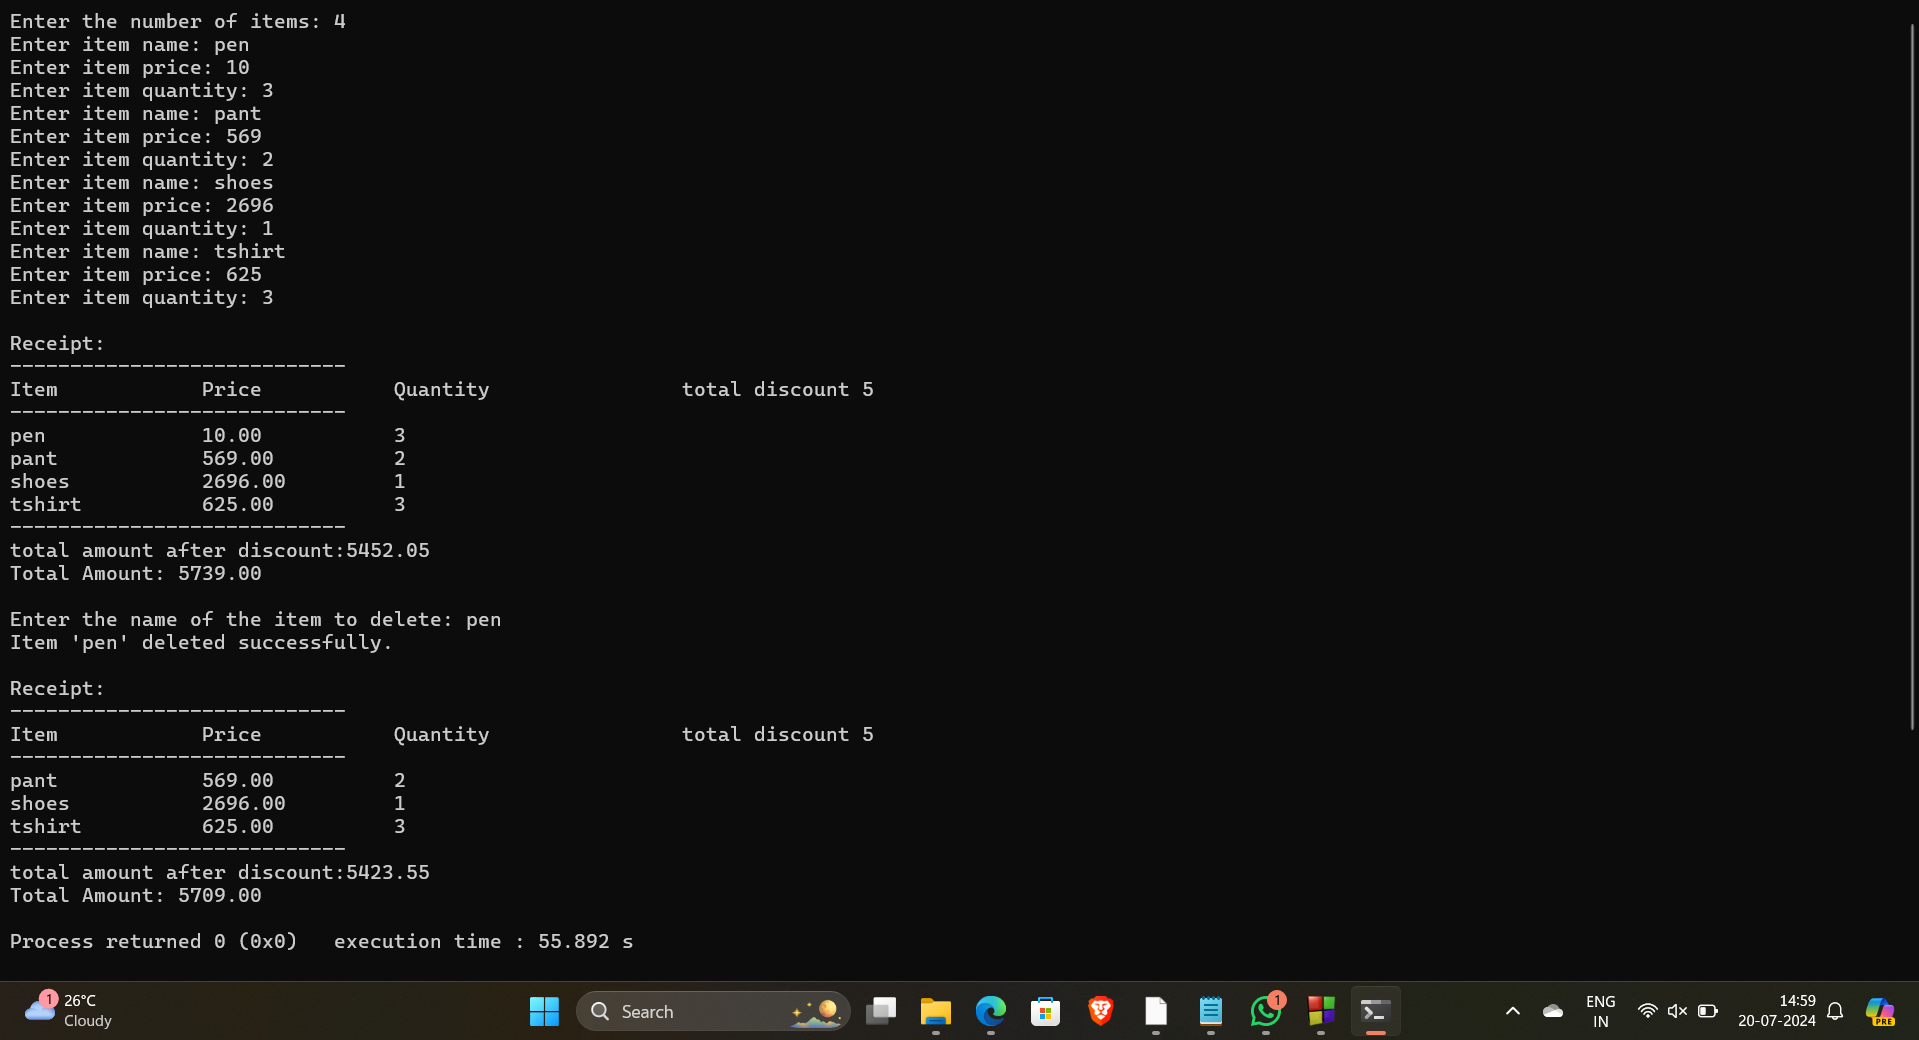 Enter the number of items: 4
Enter item name: pen
Enter item price: 10
Enter item quantity: 3
Enter item name: pant
Enter item price: 569
Enter item quantity: 2
Enter item name: shoes
Enter item price: 2696
Enter item quantity: 1
Enter item name: tshirt
Enter item price: 625
Enter item quantity: 3
Receipt:
----------------------------
Item Price Quantity total discount 5
----------------------------
pen 10.00 3
pant 569.00 2
shoes 2696.00 1
tshirt 625.00 3
----------------------------
total amount after discount:5452.05
Total Amount: 5739.00
Enter the name of the item to delete: pen
Item 'pen' deleted successfully.
Receipt:
----------------------------
Item Price Quantity total discount 5
----------------------------
pant 569.00 2
shoes 2696.00 1
tshirt 625.00 3
----------------------------
total amount after discount:5423.55
Total Amount: 5709.00
Process returned 0 (0x0) execution time : 55.892 s
1 26°C
Cloudy
Search
1
ENG
IN
14:59
20-07-2024
PRE